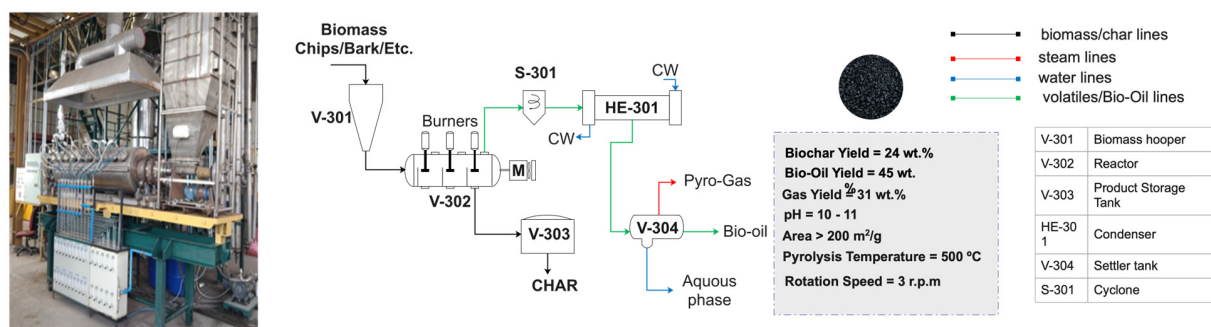 Biomass
Chips/Bark/Etc.
V-301
Burners
S-301
CW
HE-301
CW
M
V-302
V-303
CHAR
Pyro-Gas
V-304
Bio-oil
Aquous
phase
biomass/char lines
steam lines
water lines
volatiles/Bio-Oil lines
Biochar Yield = 24 wt.%
Bio-Oil Yield = 45 wt.
%
Gas Yield = 31 wt.%
pH = 10 - 11
Area > 200 m²/g
Pyrolysis Temperature = 500 ºC
Rotation Speed = 3 r.p.m
V-301 Biomass hooper
V-302 Reactor
V-303 Product Storage
Tank
HE-30
1 Condenser
V-304 Settler tank
S-301 Cyclone